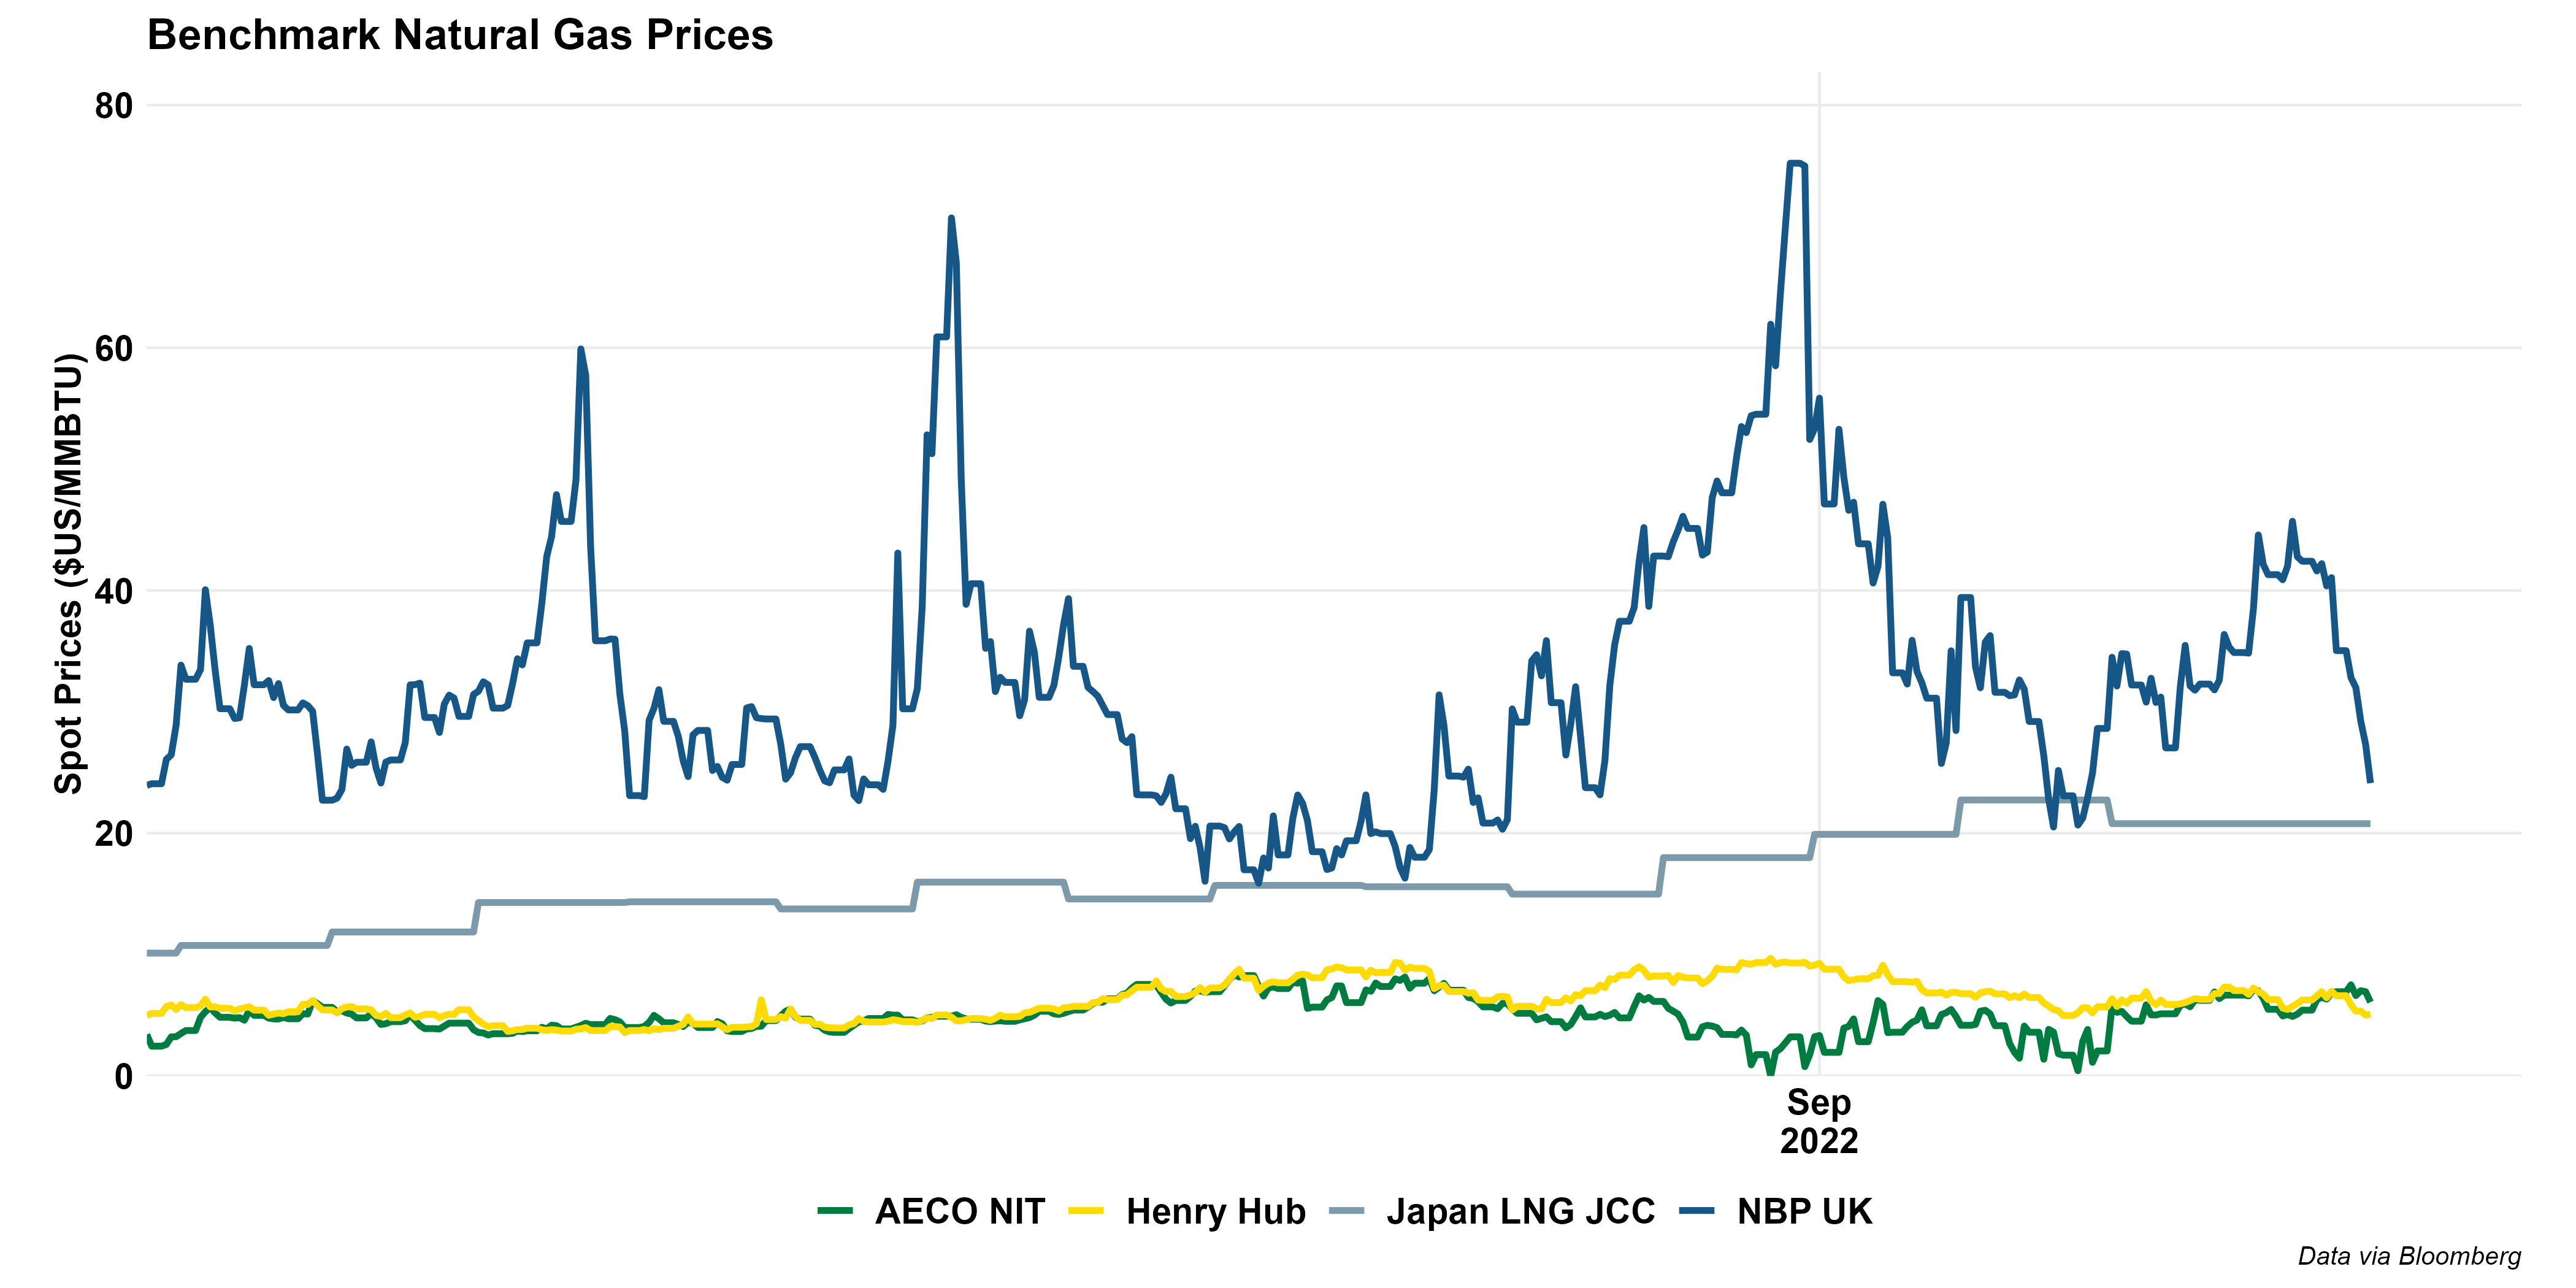 Benchmark Natural Gas Prices
Spot Prices ($US/MMBTU)
80
60
40
20
0
Sep
2022
AECO NIT Henry Hub Japan LNG JCC NBP UK
Data via Bloomberg